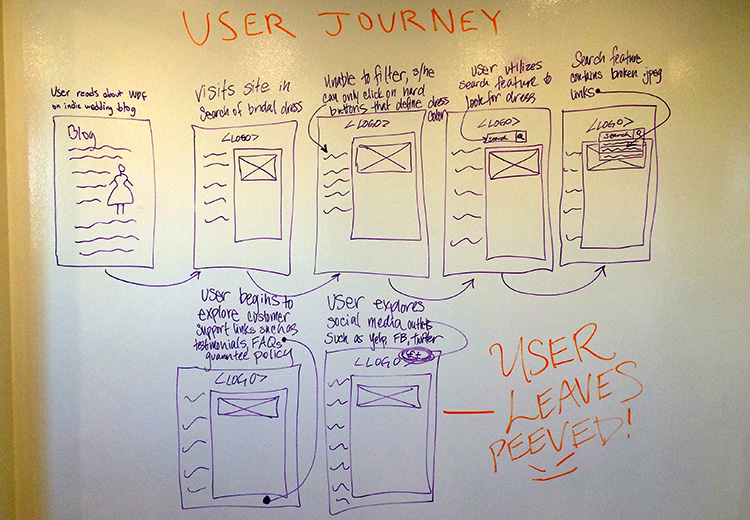 USER JOURNEY
User reads about WPF
on indie wedding blog
Blog
visits site in
search of bridal dress
<LOGO>
Unable to filter, s/he
can only click on hard
buttons that define dress
color
<LOGO>
User utilizes
search feature to
look for dress
<LOGO>
search
Search feature
contains broken jpeg
links
<LOGO>
Search
User begins to
explore customer
support links such as
testimonials, FAQs
guarantee policy
<LOGO>
User explores
social media outlets
such as yelp, FB, Twitter
<LOGO>
USER
LEAVES
PEEVED!